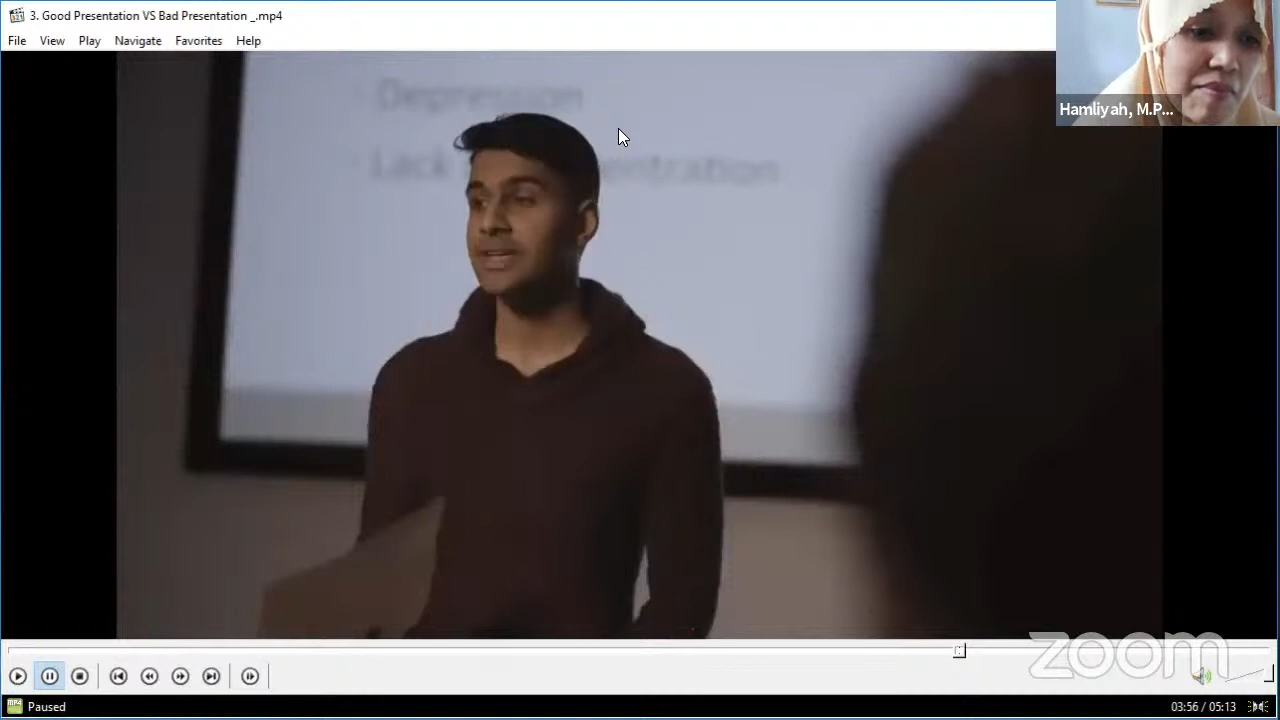 3. Good Presentation VS Bad Presentation _.mp4
File View Play Navigate Favorites Help
Hamliyah, M.P...
Depression
Lack entration
zoom
Paused
03:56 / 05:13